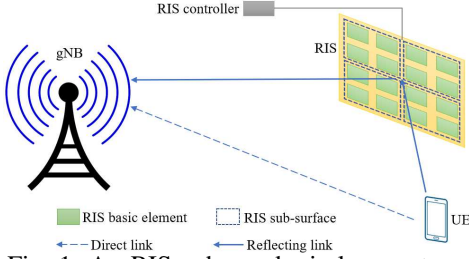 RIS controller
gNB
RIS
UE
RIS basic element
RIS sub-surface
Direct link
Reflecting link